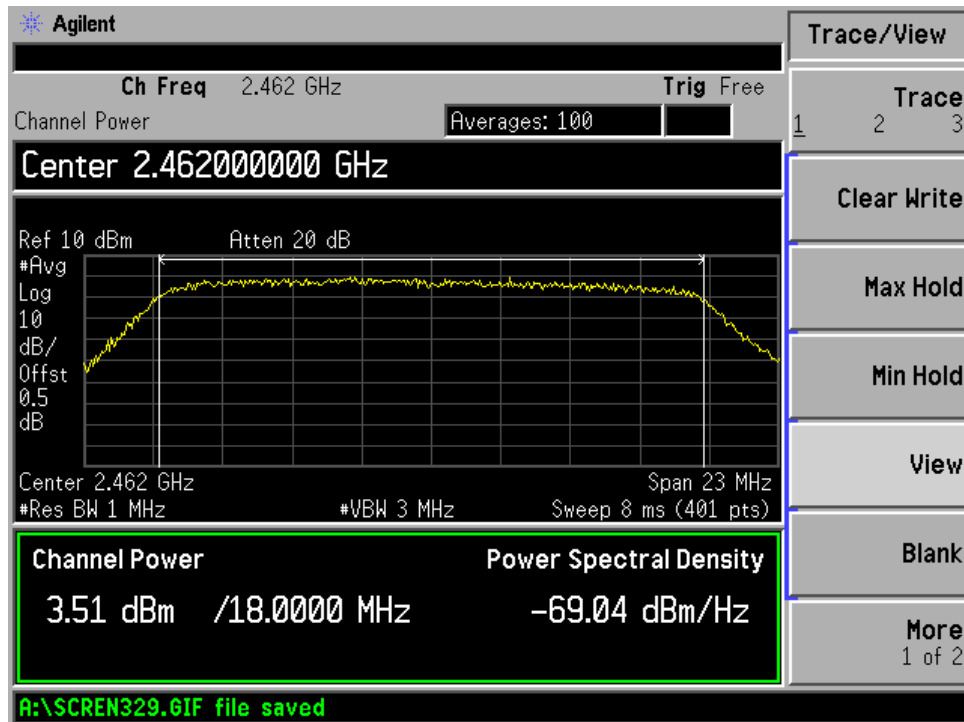 Agilent
Ch Freq 2.462 GHz Trig Free
Channel Power Averages: 100
Center 2.462000000 GHz
Ref 10 dBm Atten 20 dB
#Avg
Log
10
dB/
Offst
0.5
dB
Center 2.462 GHz Span 23 MHz
#Res BW 1 MHz #VBW 3 MHz Sweep 8 ms (401 pts)
Channel Power Power Spectral Density
3.51 dBm /18.0000 MHz -69.04 dBm/Hz
A:\SCREN329.GIF file saved
Trace/View
Trace
1 2 3
Clear Write
Max Hold
Min Hold
View
Blank
More
1 of 2